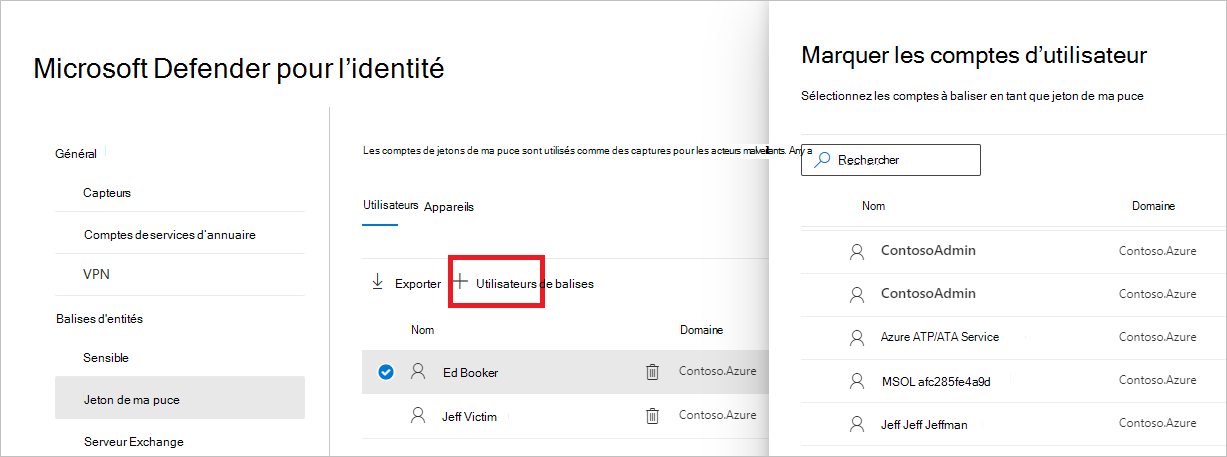 Microsoft Defender pour l’identité
Général
Capteurs
Comptes de services d’annuaire
VPN
Balises d’entités
Sensible
Jeton de ma puce
Serveur Exchange
Les comptes de jetons de ma puce sont utilisés comme des captures pour les acteurs malveillants. Any a
Utilisateurs Appareils
Exporter Utilisateurs de balises
Nom Domaine
Ed Booker Contoso.Azure
Jeff Victim Contoso.Azure
Marquer les comptes d’utilisateur
Sélectionnez les comptes à baliser en tant que jeton de ma puce
Rechercher
Nom Domaine
ContosoAdmin Contoso.Azure
ContosoAdmin Contoso.Azure
Azure ATP/ATA Service Contoso.Azure
MSOL afc285fe4a9d Contoso.Azure
Jeff Jeff Jeffman Contoso.Azure